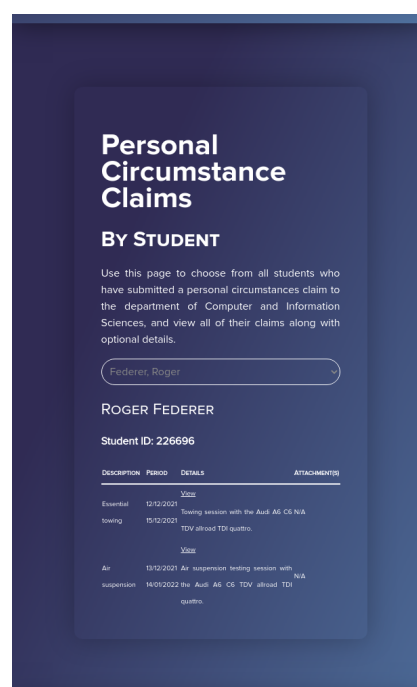 Personal
Circumstance
Claims
By Student
Use this page to choose from all students who
have submitted a personal circumstances claim to
the department of Computer and Information
Sciences, and view all of their claims along with
optional details.
Federer, Roger
Roger Federer
Student ID: 226696
Description Period Details Attachment(s)
View
Essential 12/12/2021
Towing session with the Audi A6 C6 N/A
towing 15/12/2021
TDV allroad TDI quattro.
View
Air 13/12/2021 Air suspension testing session with
N/A
suspension 14/01/2022 the Audi A6 C6 TDV allroad TDI
quattro.